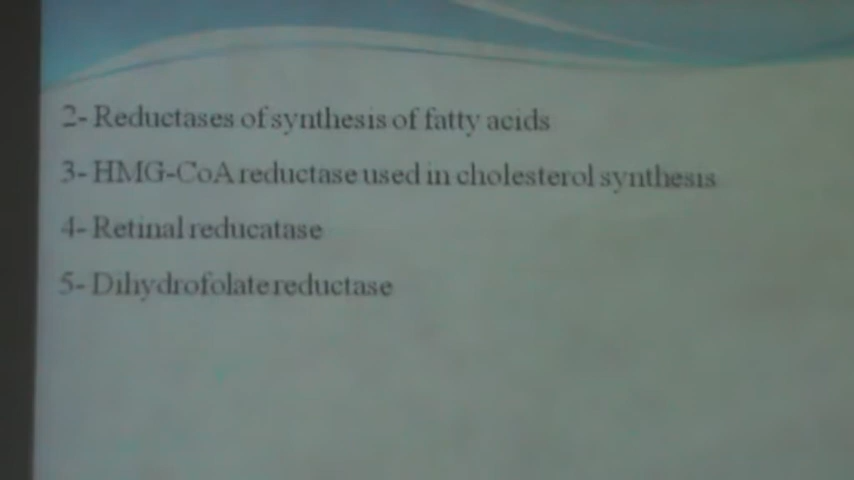 2- Reductases of synthesis of fatty acids
3- HMG-CoA reductase used in cholesterol synthesis
4- Retinal reducatase
5- Dihydrofolate reductase